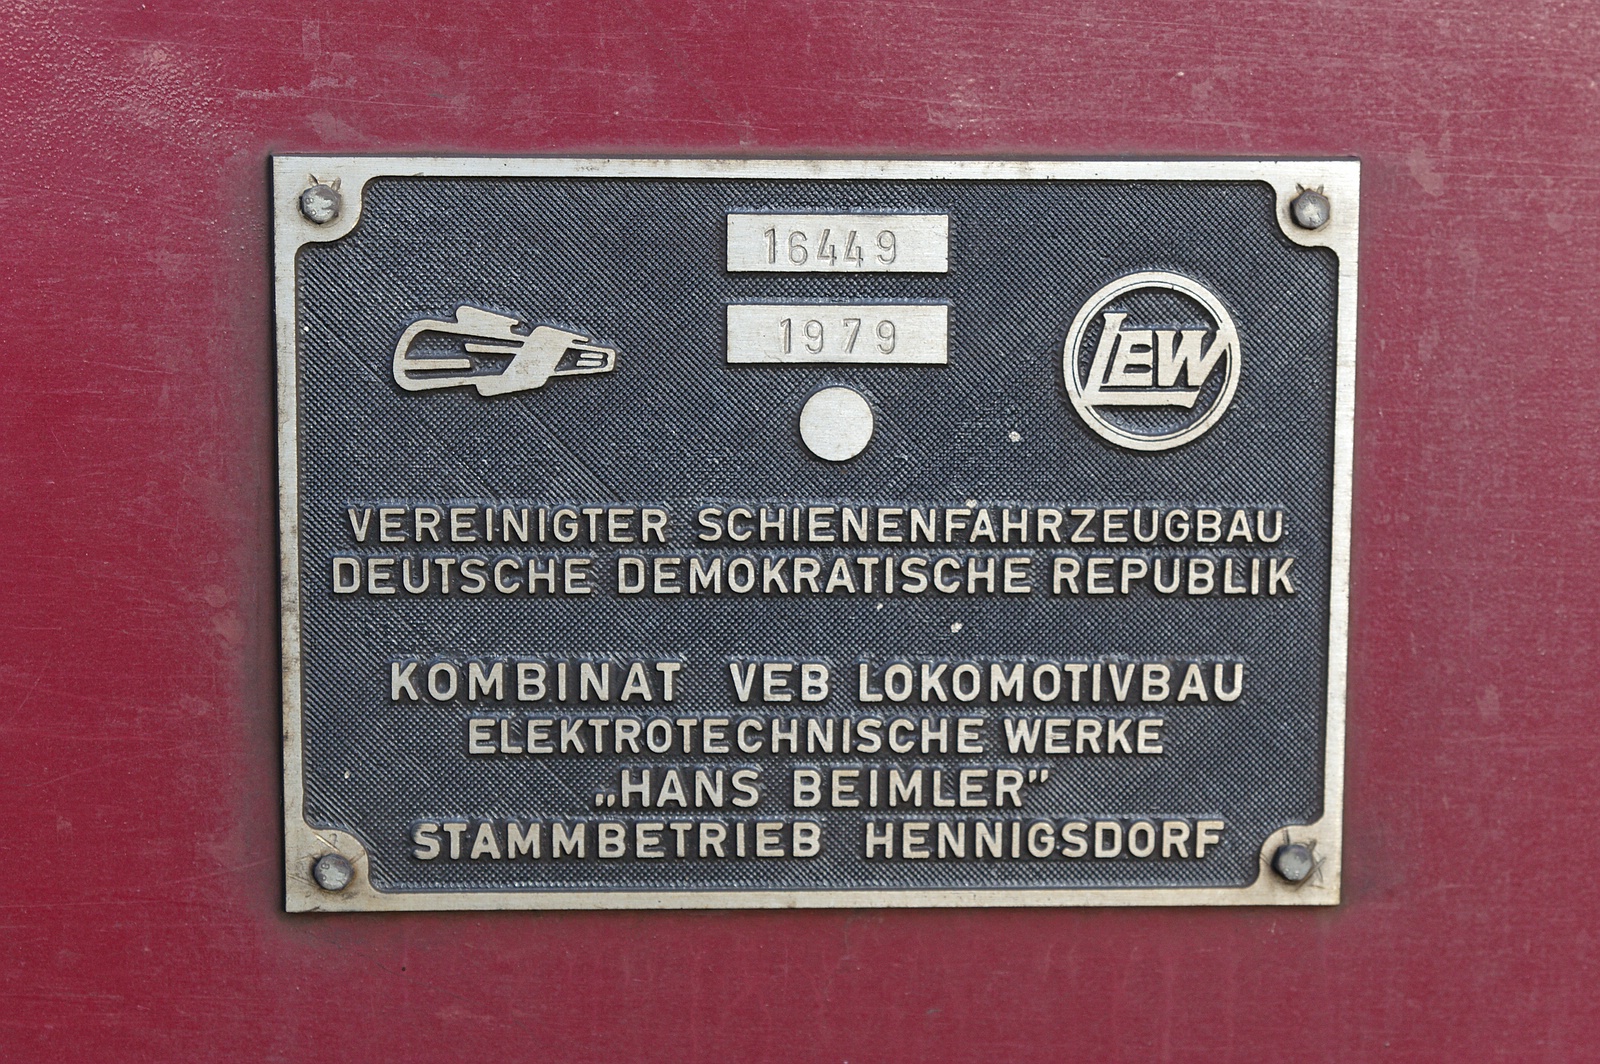 16449
1979
LEW
VEREINIGTER SCHIENENFAHRZEUGBAU
DEUTSCHE DEMOKRATISCHE REPUBLIK
KOMBINAT VEB LOKOMOTIVBAU
ELEKTROTECHNISCHE WERKE
„HANS BEIMLER"
STAMMBETRIEB HENNIGSDORF